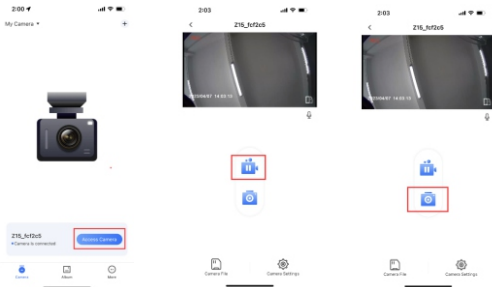 2:00
My Camera
Z15_fcf2c5
Camera is connected.
Access Camera
Camera
Album
More
2:03
Z15_fcf2c5
Camera File
Camera Settings
2:03
Z15_fcf2c5
Camera File
Camera Settings